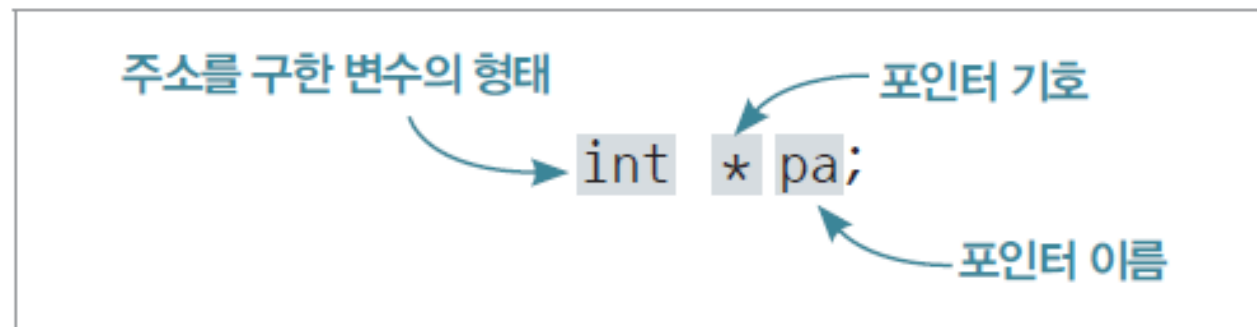 주소를 구한 변수의 형태
포인터 기호
int * pa;
포인터 이름